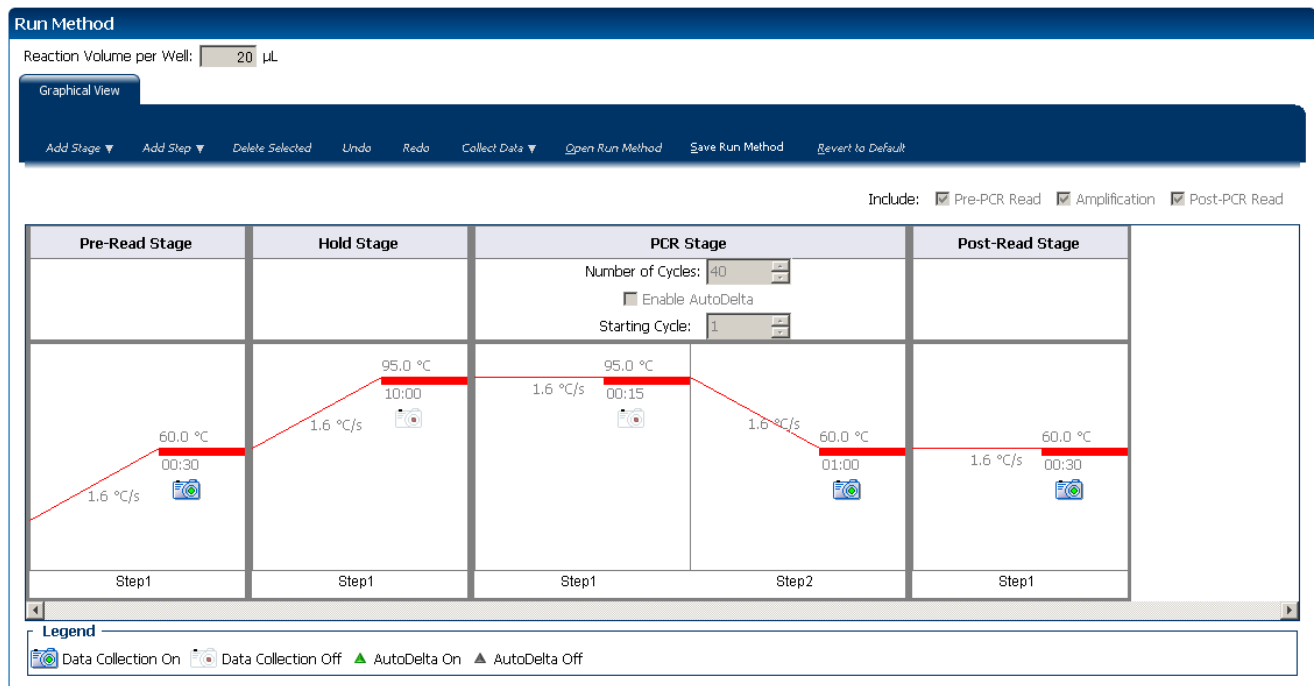 Run Method
Reaction Volume per Well: 20 µL
Graphical View
Add Stage ▼ Add Step ▼ Delete Selected Undo Redo Collect Data ▼ Open Run Method Save Run Method Revert to Default
Include: Pre-PCR Read Amplification Post-PCR Read
Pre-Read Stage Hold Stage PCR Stage Post-Read Stage
Number of Cycles: 40
Enable AutoDelta
Starting Cycle: 1
95.0 °C 95.0 °C
1.6 °C/s 10:00 1.6 °C/s 00:15
60.0 °C 1.6 °C/s 60.0 °C 60.0 °C
00:30 01:00 1.6 °C/s 00:30
1.6 °C/s
Step1 Step1 Step1 Step2 Step1
Legend
Data Collection On Data Collection Off AutoDelta On AutoDelta Off